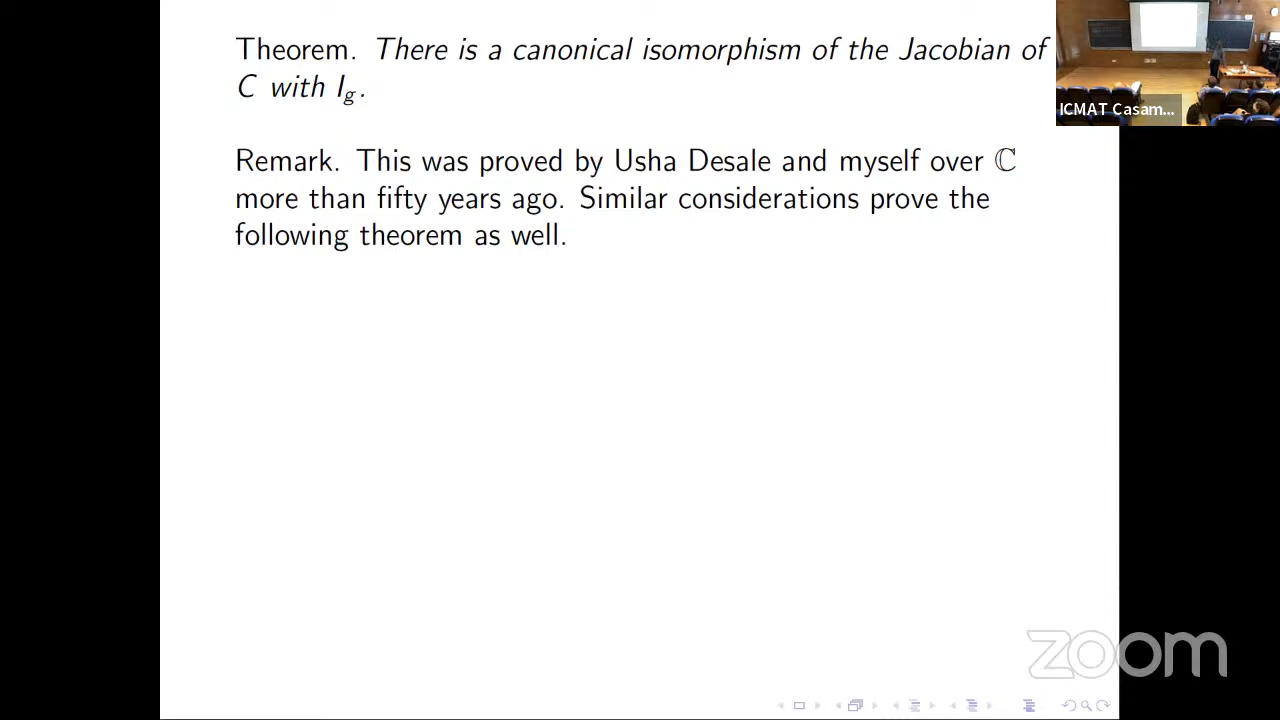 Theorem. There is a canonical isomorphism of the Jacobian of
C with I_g.
Remark. This was proved by Usha Desale and myself over ℂ
more than fifty years ago. Similar considerations prove the
following theorem as well.
ICMAT Casam...
zoom